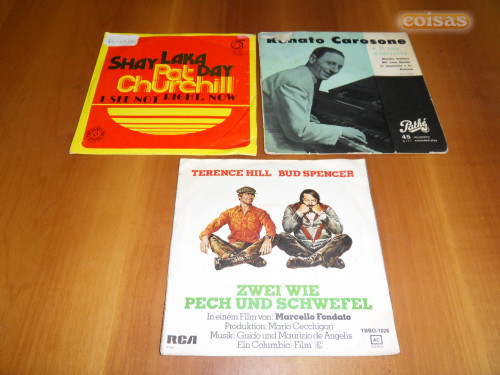 coisas
SHAY LAKA DAY
Pat
Churchill
I SEE NOT RIGHT, NOW
Renato Carosone
Pathé
45
TERENCE HILL BUD SPENCER
ZWEI WIE
PECH UND SCHWEFEL
In einem Film von: Marcello Fondato
Produktion: Mario Cecchigori
Musik: Guido und Maurizio de Angelis
Ein Columbia-Film
RCA